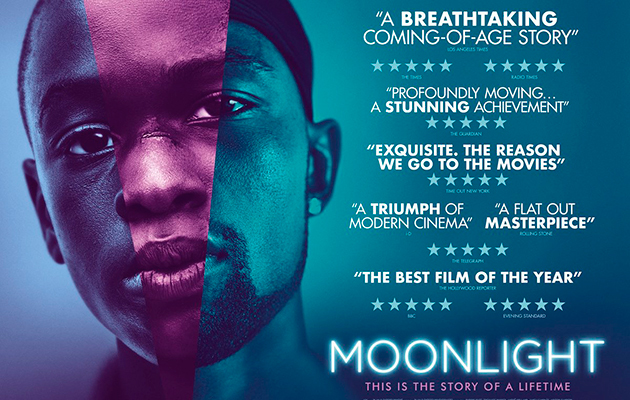 "A BREATHTAKING
COMING-OF-AGE STORY"
LOS ANGELES TIMES
THE TIMES
RADIO TIMES
"PROFOUNDLY MOVING...
A STUNNING ACHIEVEMENT"
THE GUARDIAN
"EXQUISITE. THE REASON
WE GO TO THE MOVIES"
TIME OUT NEW YORK
"A TRIUMPH OF
MODERN CINEMA"
"A FLAT OUT
MASTERPIECE"
ROLLING STONE
THE TELEGRAPH
"THE BEST FILM OF THE YEAR"
THE HOLLYWOOD REPORTER
EVENING STANDARD
MOONLIGHT
THIS IS THE STORY OF A LIFETIME